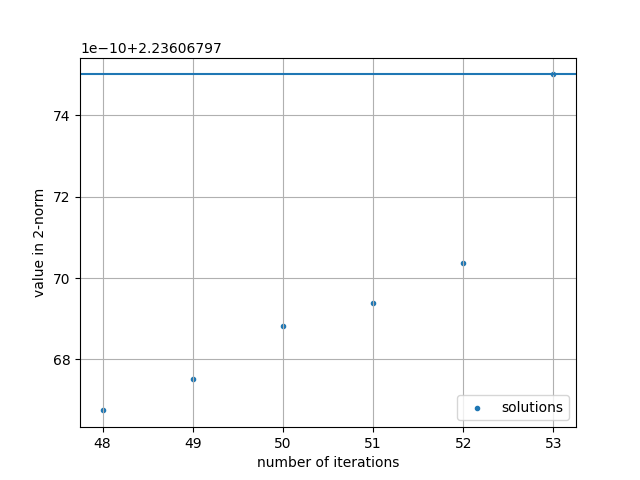 1e−10+2.23606797
74
72
70
68
value in 2-norm
48 49 50 51 52 53
number of iterations
solutions